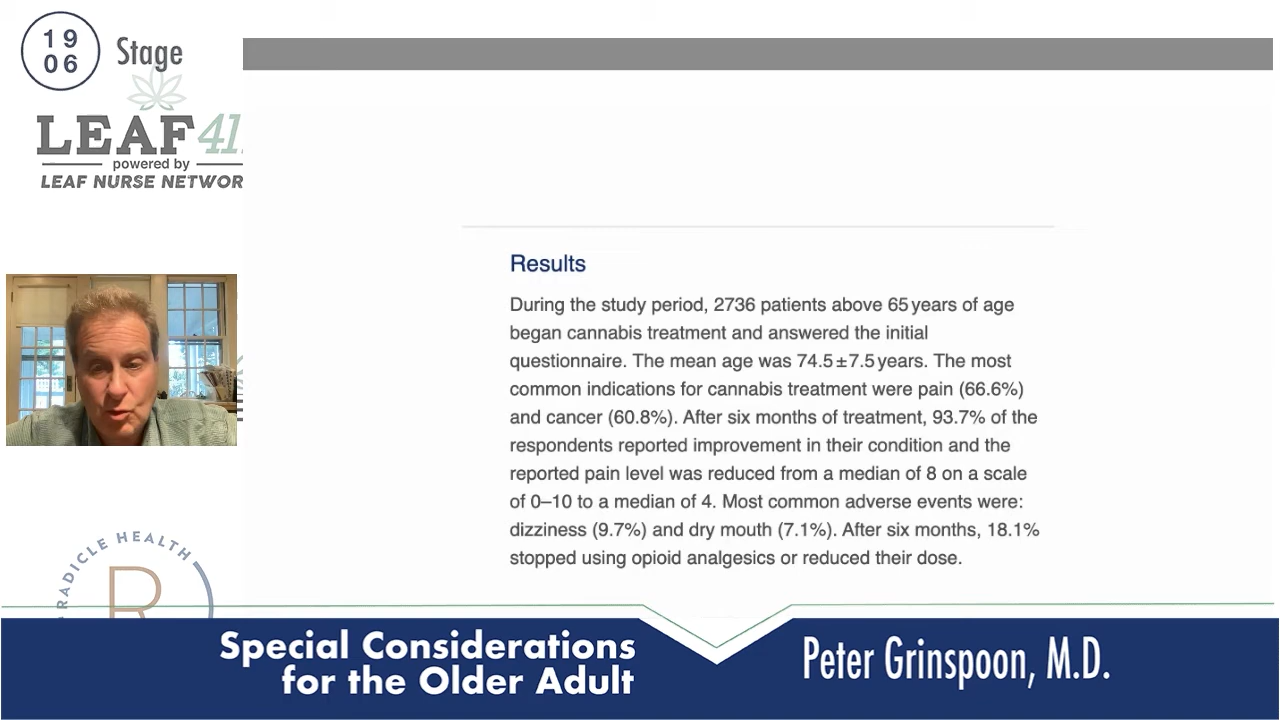 19
06
Stage
LEAF 41
powered by
LEAF NURSE NETWOR
Results
During the study period, 2736 patients above 65 years of age
began cannabis treatment and answered the initial
questionnaire. The mean age was 74.5±7.5 years. The most
common indications for cannabis treatment were pain (66.6%)
and cancer (60.8%). After six months of treatment, 93.7% of the
respondents reported improvement in their condition and the
reported pain level was reduced from a median of 8 on a scale
of 0–10 to a median of 4. Most common adverse events were:
dizziness (9.7%) and dry mouth (7.1%). After six months, 18.1%
stopped using opioid analgesics or reduced their dose.
RADICLE HEALTH
R
Special Considerations
for the Older Adult
Peter Grinspoon, M.D.